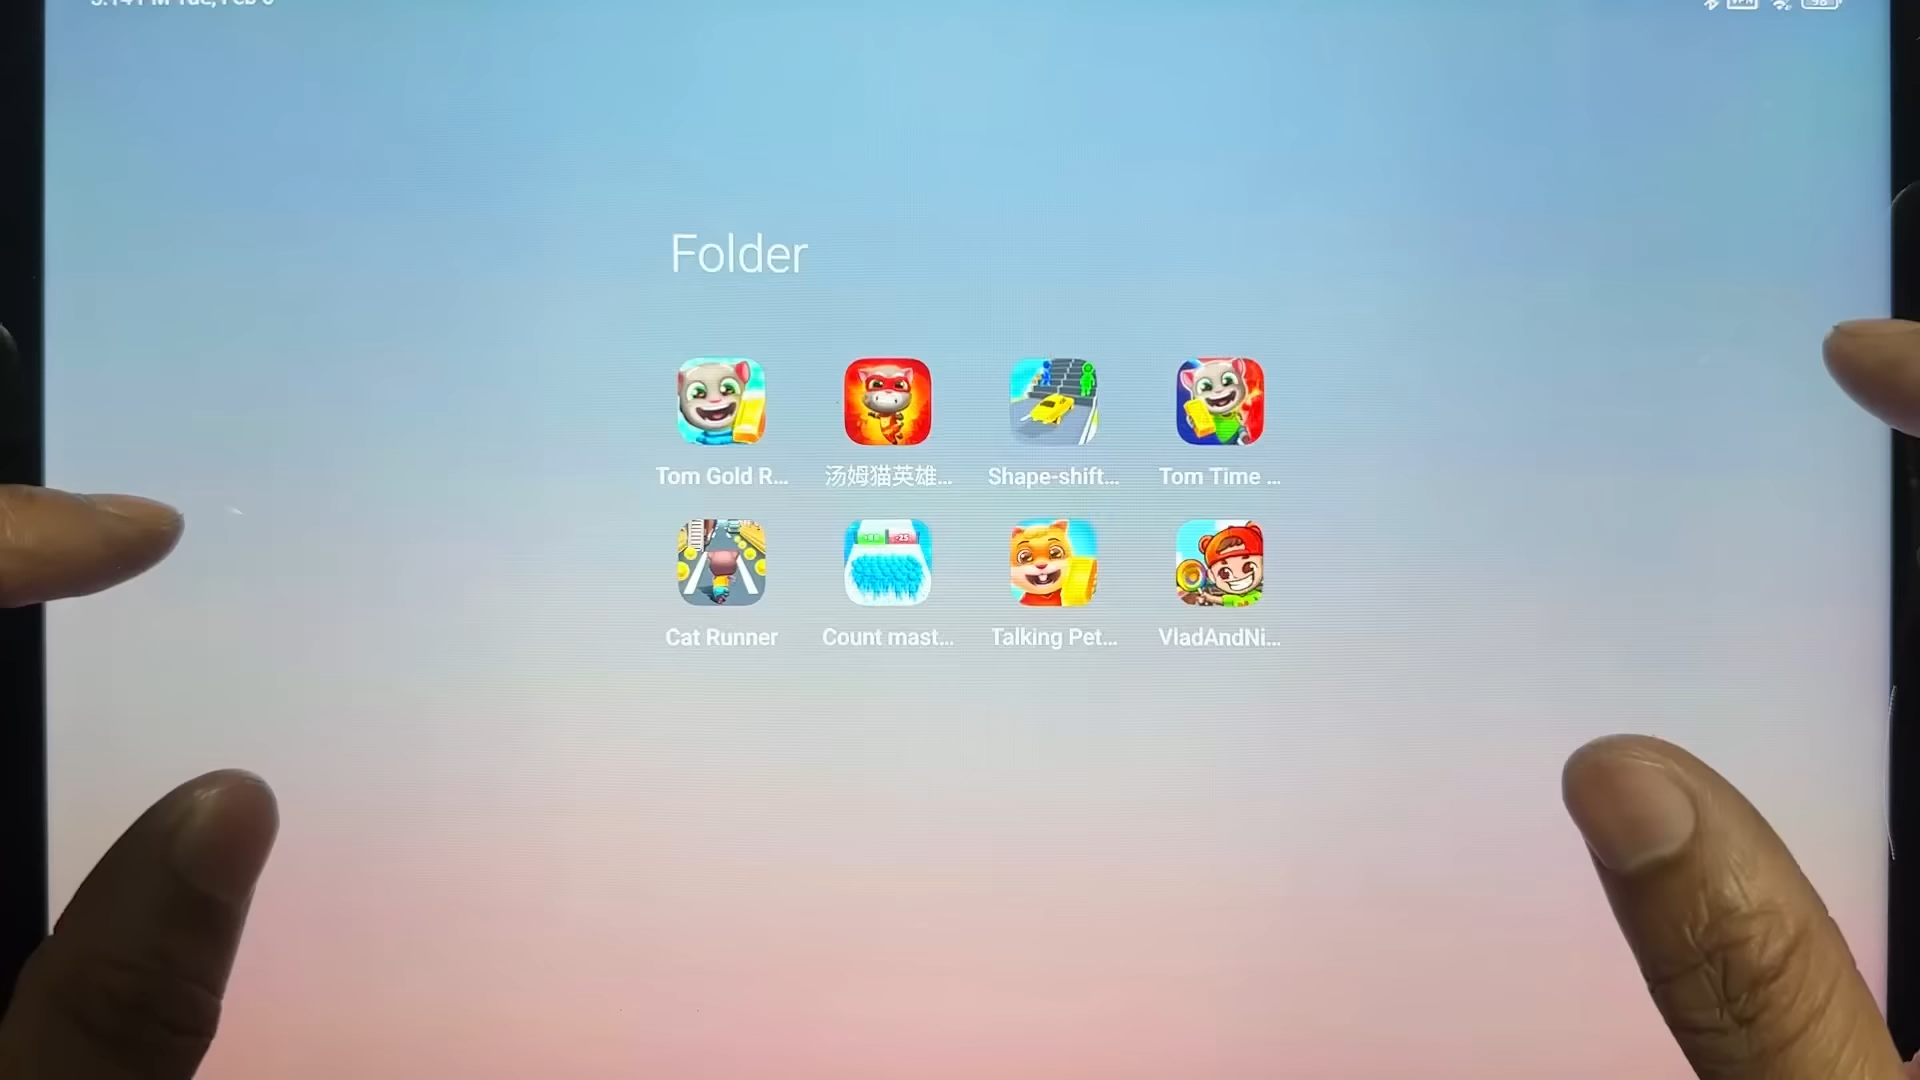 Folder
Tom Gold R...
汤姆猫英雄...
Shape-shift...
Tom Time ...
-25
Cat Runner
Count mast...
Talking Pet...
VladAndNi...